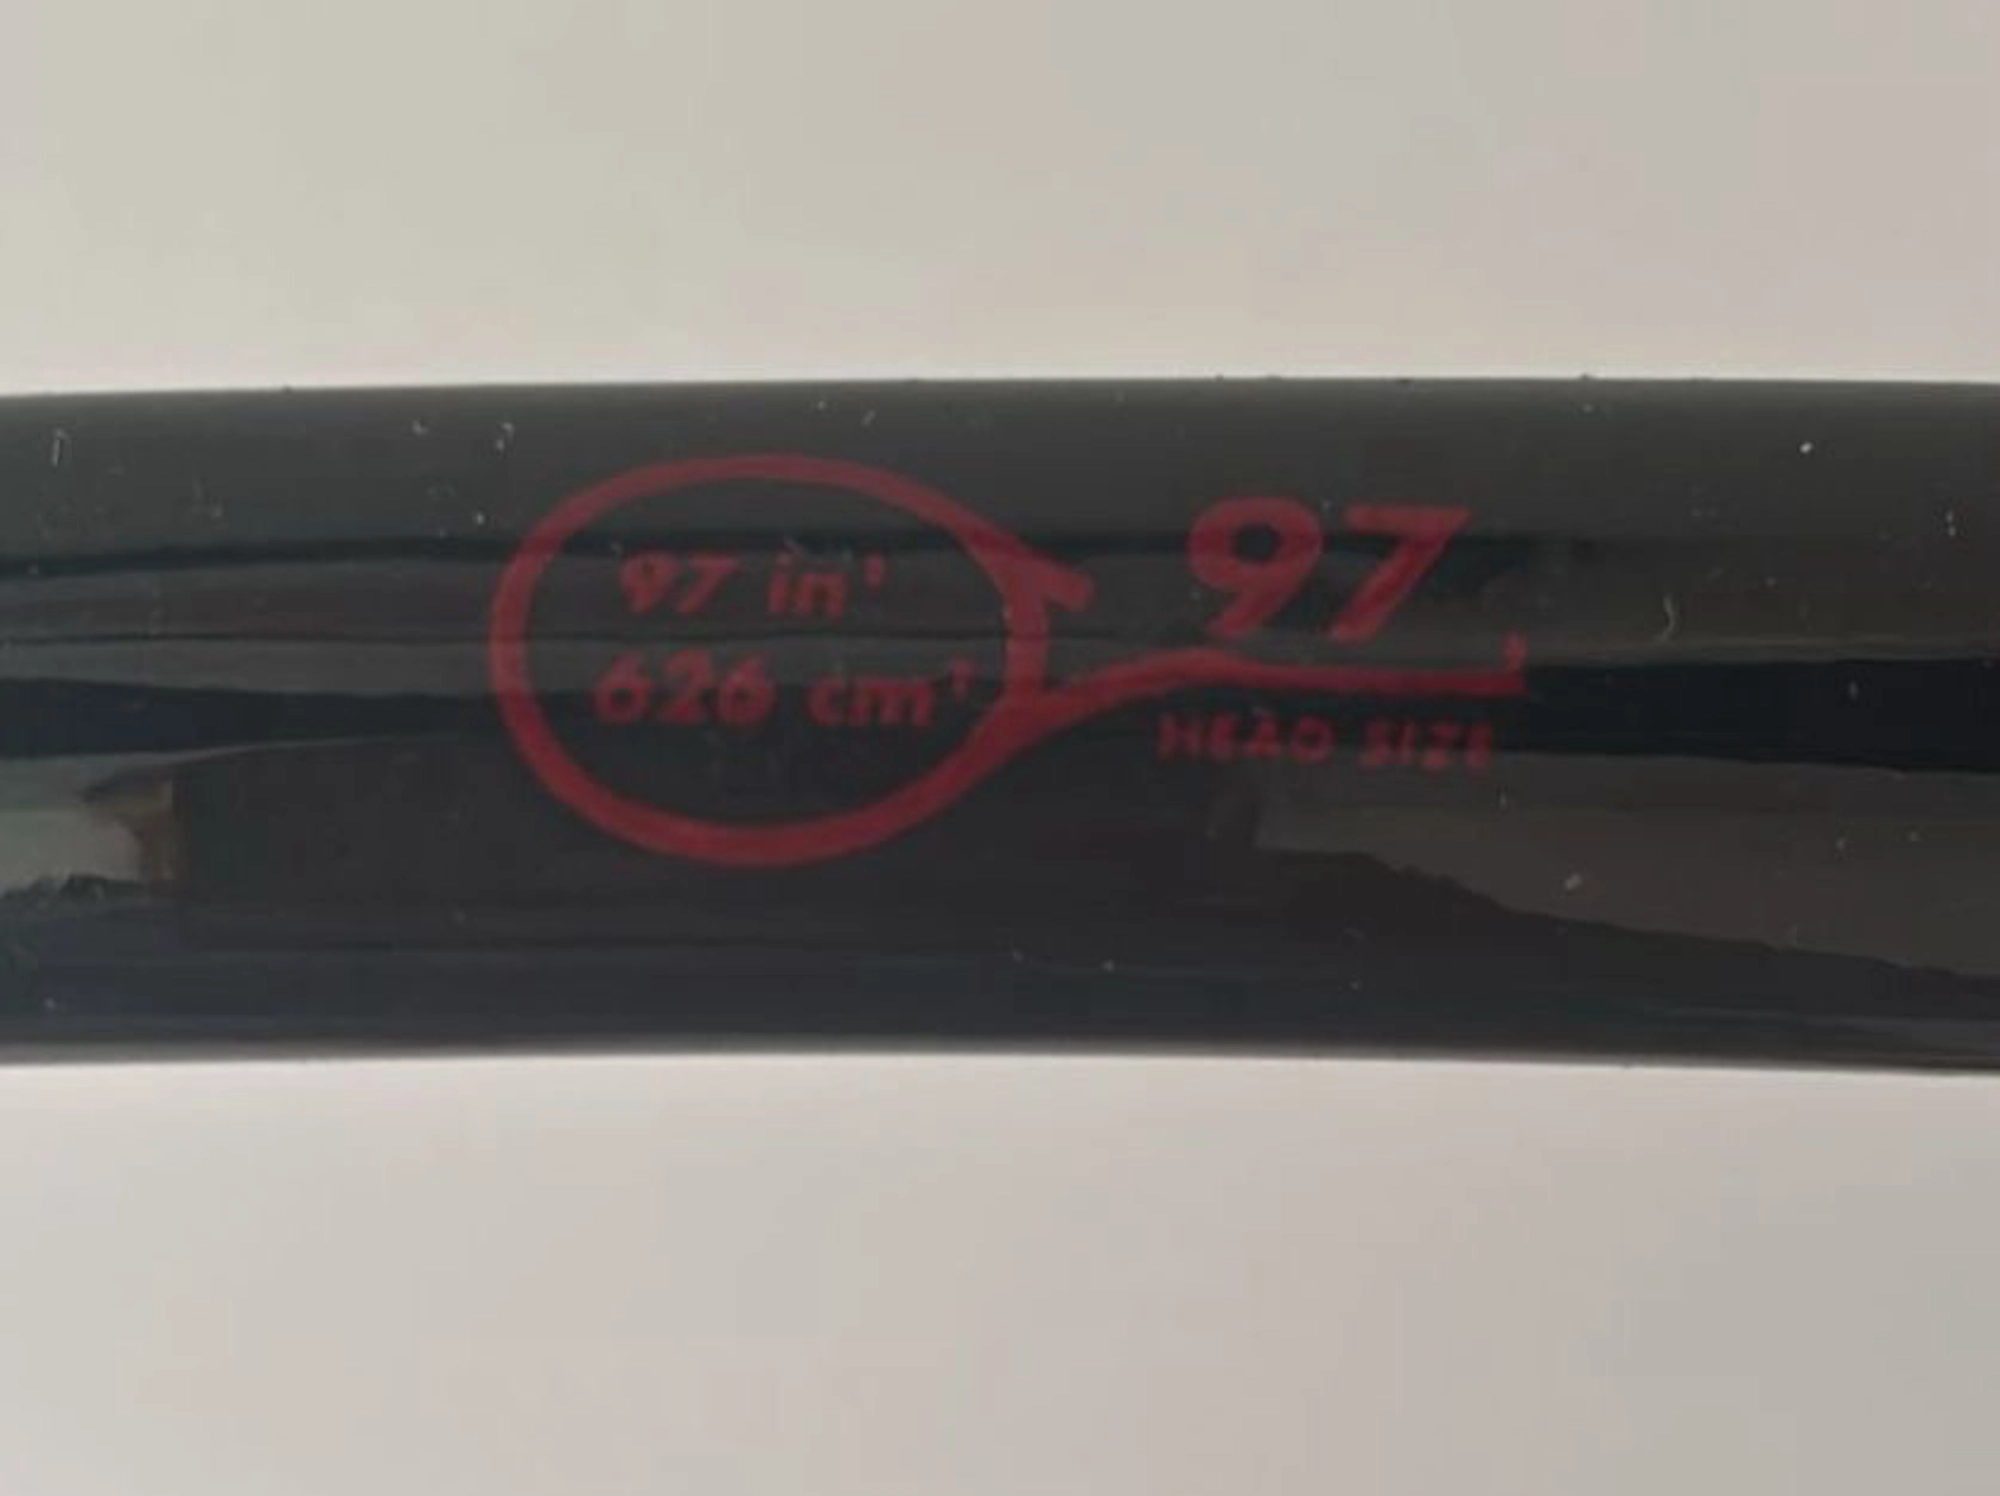 97 in²
626 cm²
97
HEAD SIZE